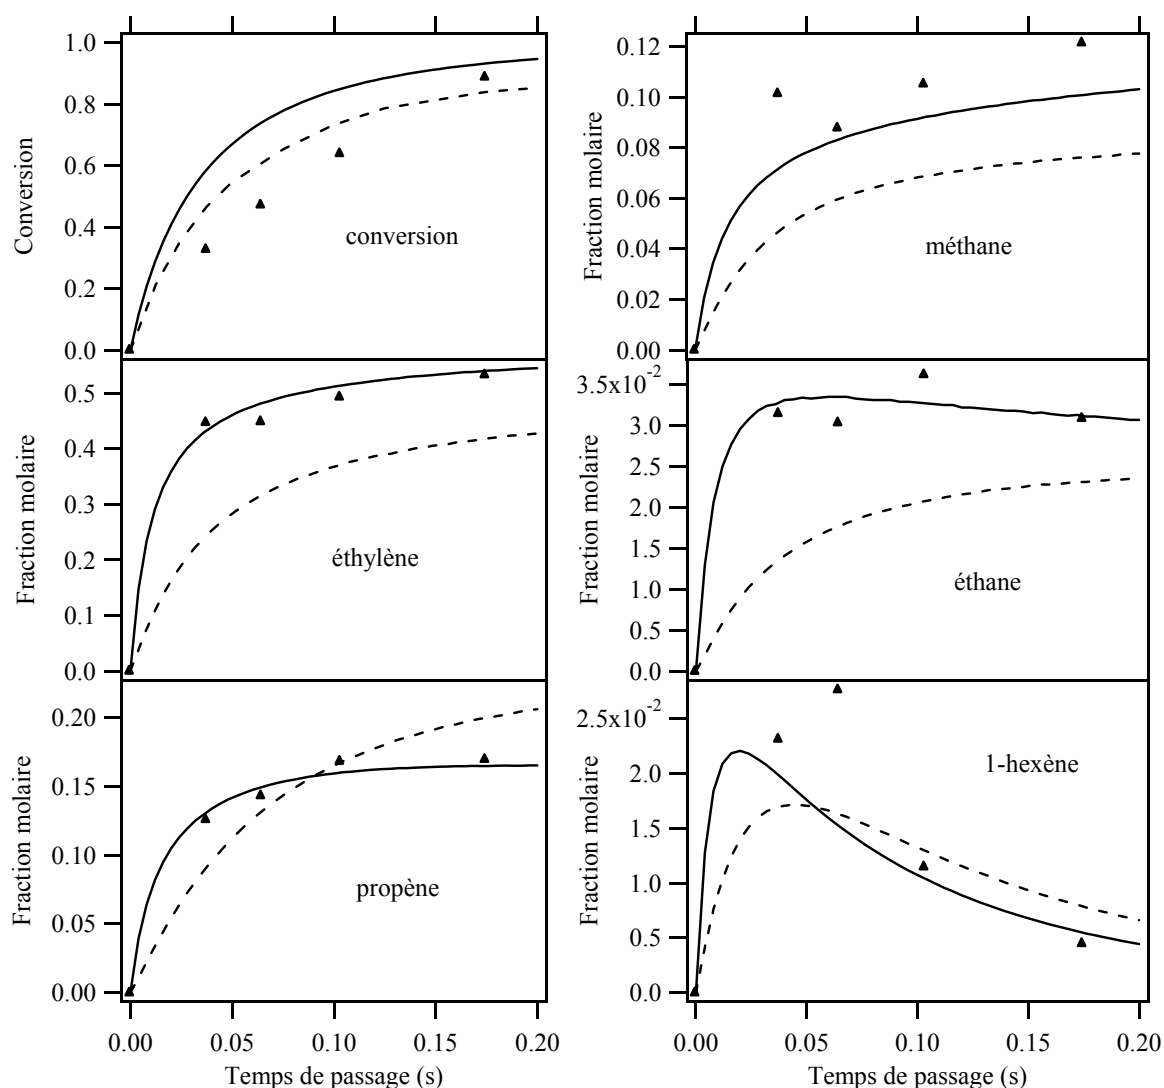 1.0
0.8
0.6
0.4
0.2
0.0
Conversion
conversion
0.12
0.10
0.08
0.06
0.04
0.02
0.00
Fraction molaire
méthane
0.5
0.4
0.3
0.2
0.1
0.0
Fraction molaire
éthylène
3.5x10-2
3.0
2.5
2.0
1.5
1.0
0.5
0.0
Fraction molaire
éthane
0.20
0.15
0.10
0.05
0.00
Fraction molaire
propène
0.00 0.05 0.10 0.15 0.20
Temps de passage (s)
2.5x10-2
2.0
1.5
1.0
0.5
0.0
Fraction molaire
1-hexène
0.00 0.05 0.10 0.15 0.20
Temps de passage (s)